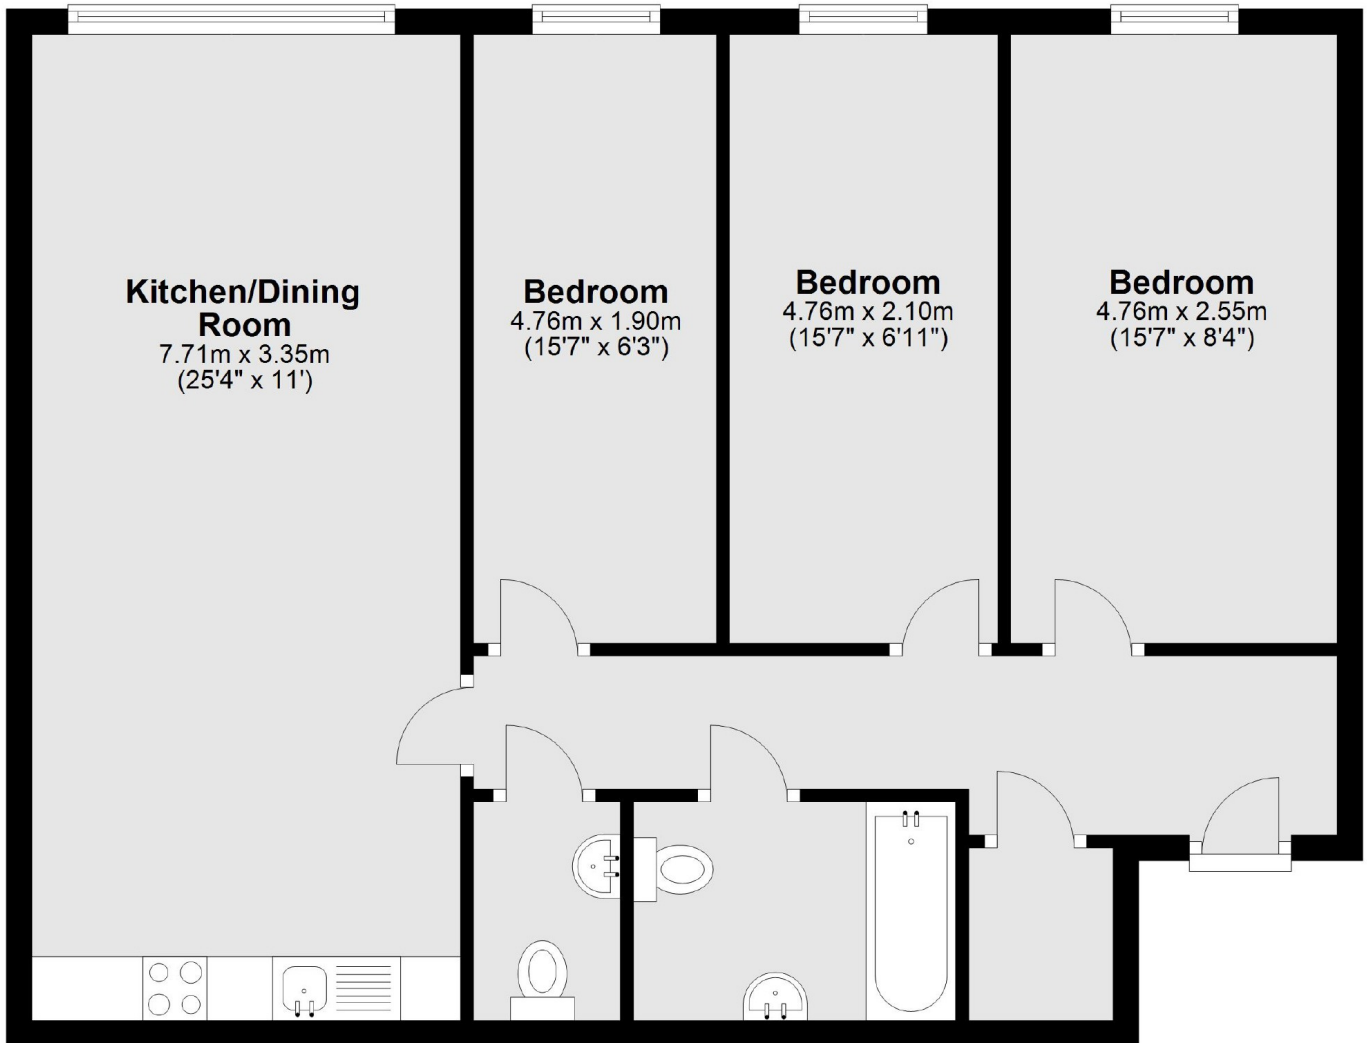 Kitchen/Dining
Room
7.71m x 3.35m
(25'4" x 11')
Bedroom
4.76m x 1.90m
(15'7" x 6'3")
Bedroom
4.76m x 2.10m
(15'7" x 6'11")
Bedroom
4.76m x 2.55m
(15'7" x 8'4")